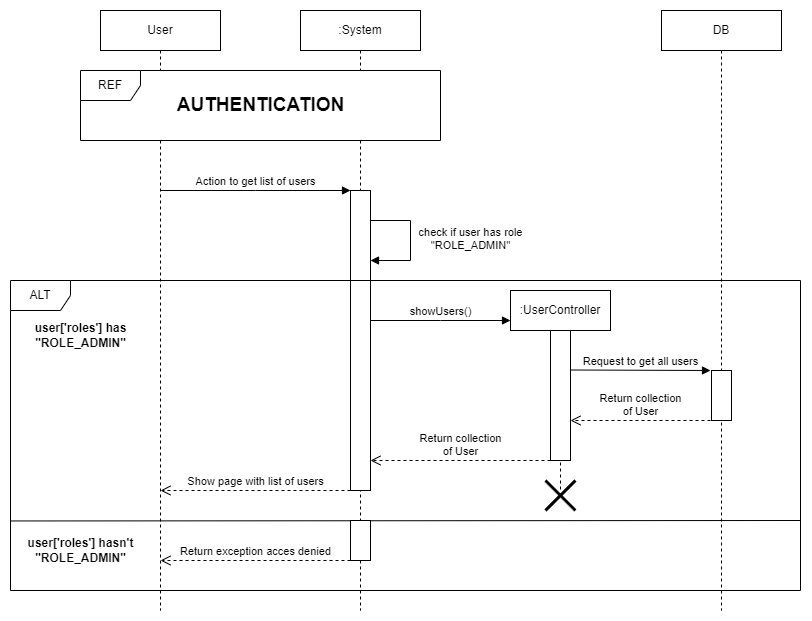 User
:System
DB
REF
AUTHENTICATION
Action to get list of users
check if user has role
"ROLE_ADMIN"
ALT
user['roles'] has
"ROLE_ADMIN"
showUsers()
:UserController
Request to get all users
Return collection
of User
Return collection
of User
Show page with list of users
user['roles'] hasn't
"ROLE_ADMIN"
Return exception acces denied